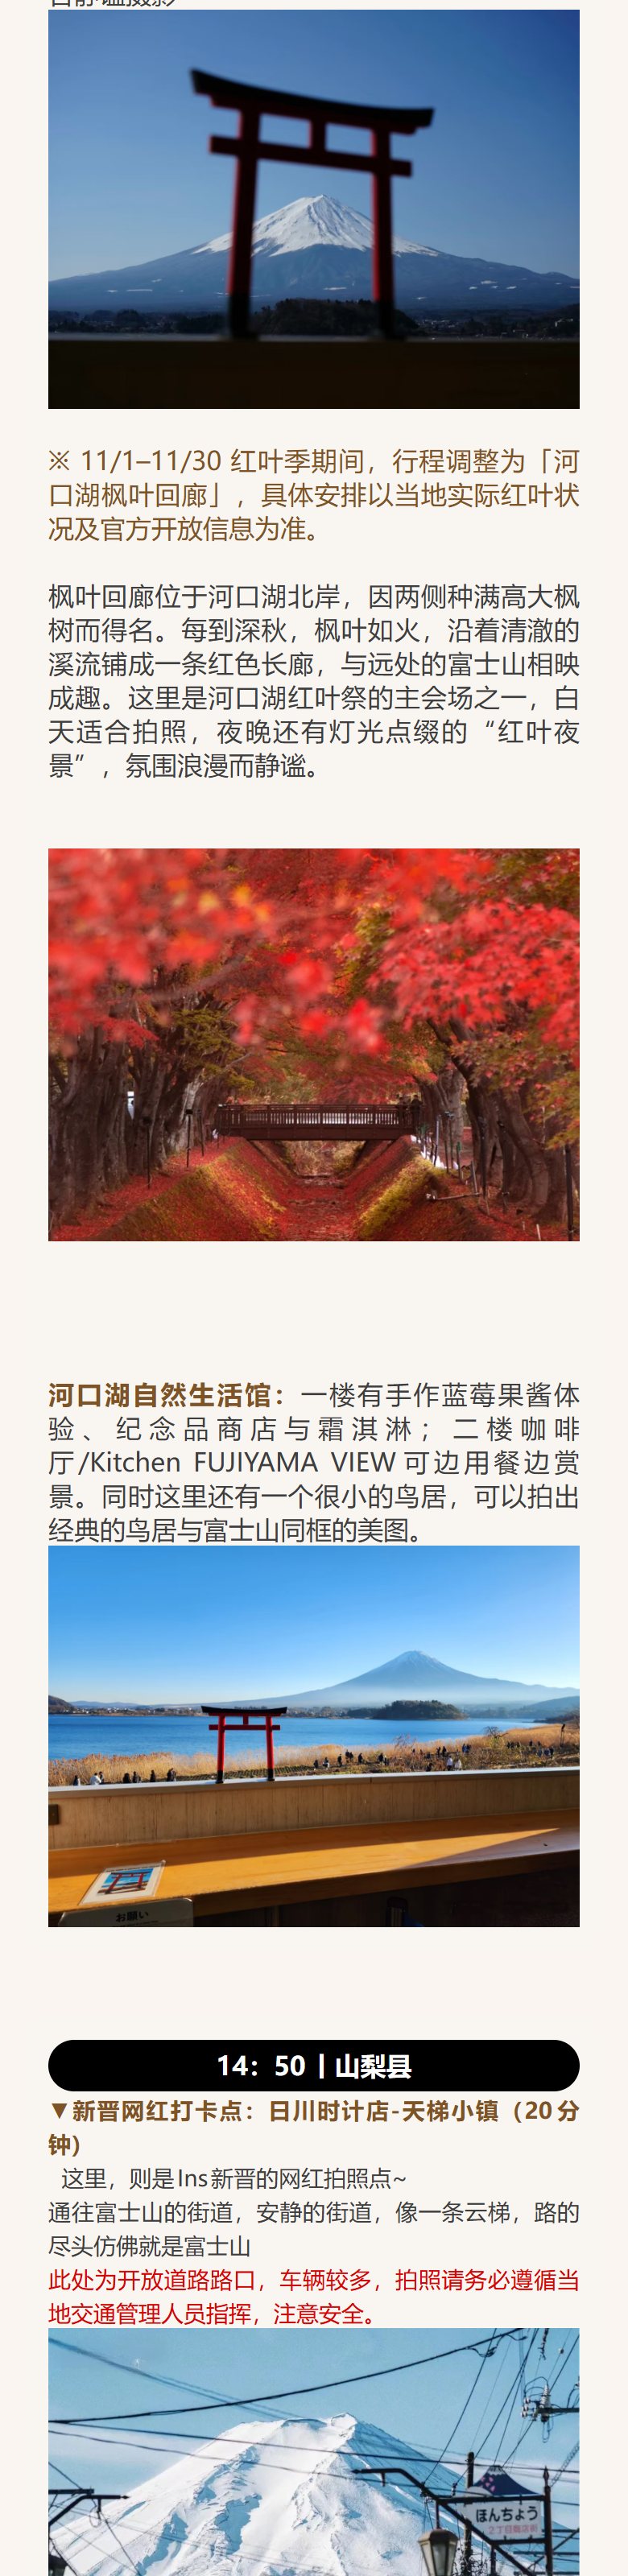 ※ 11/1–11/30 红叶季期间，行程调整为「河
口湖枫叶回廊」，具体安排以当地实际红叶状
况及官方开放信息为准。
枫叶回廊位于河口湖北岸，因两侧种满高大枫
树而得名。每到深秋，枫叶如火，沿着清澈的
溪流铺成一条红色长廊，与远处的富士山相映
成趣。这里是河口湖红叶祭的主会场之一，白
天适合拍照，夜晚还有灯光点缀的“红叶夜
景”，氛围浪漫而静谧。
河口湖自然生活馆：一楼有手作蓝莓果酱体
验、纪念品商店与霜淇淋；二楼咖啡
厅/Kitchen FUJIYAMA VIEW 可边用餐边赏
景。同时这里还有一个很小的鸟居，可以拍出
经典的鸟居与富士山同框的美图。
お願い
14：50丨山梨县
▼新晋网红打卡点：日川时计店-天梯小镇（20 分
钟）
这里，则是Ins新晋的网红拍照点~
通往富士山的街道，安静的街道，像一条云梯，路的
尽头仿佛就是富士山
此处为开放道路路口，车辆较多，拍照请务必遵循当
地交通管理人员指挥，注意安全。
ほんちょう
2丁目商店街